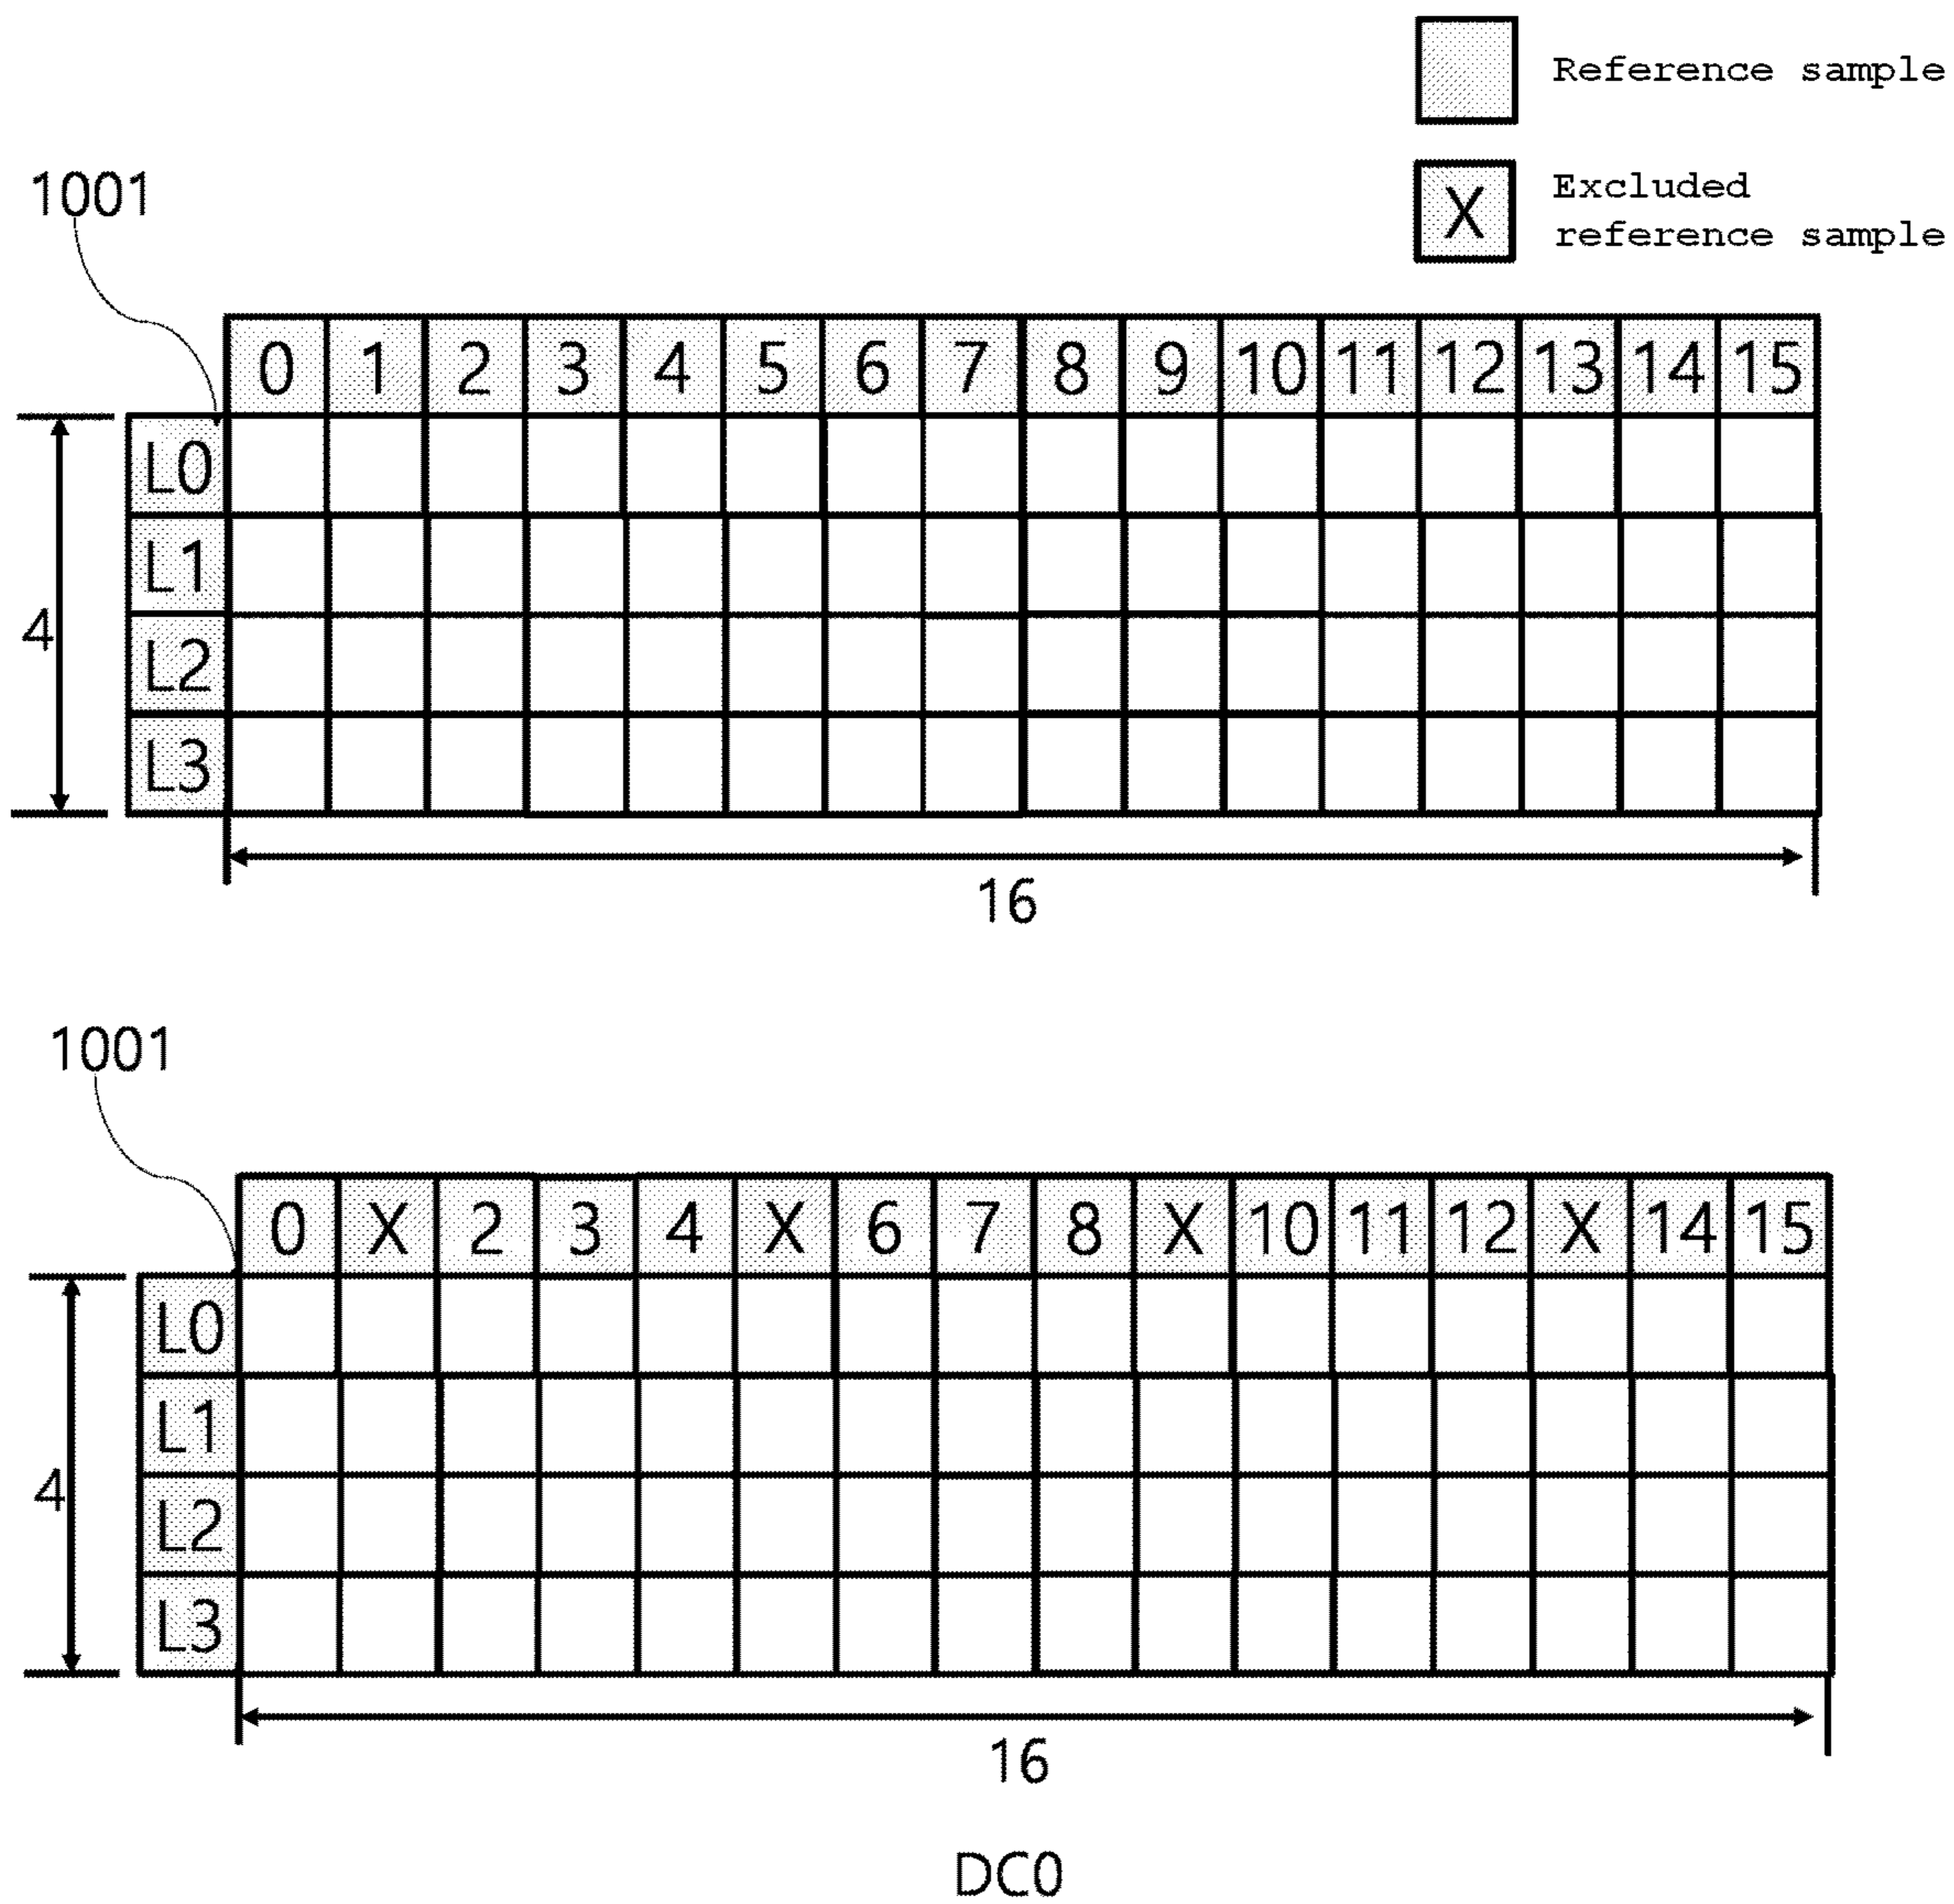 Reference sample
X Excluded
reference sample
1001
0 1 2 3 4 5 6 7 8 9 10 11 12 13 14 15
L0
L1
4
L2
L3
16
1001
0 X 2 3 4 X 6 7 8 X 10 11 12 X 14 15
L0
L1
4
L2
L3
16
DC0